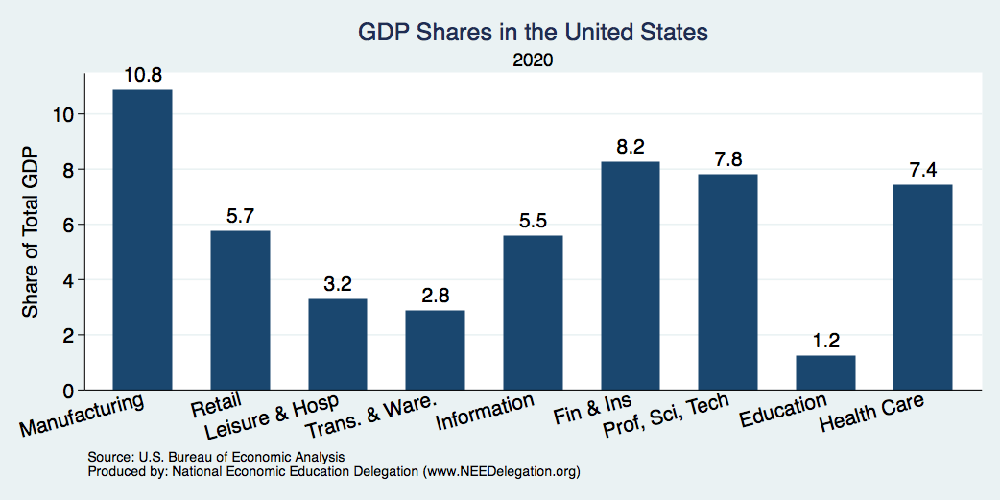 GDP Shares in the United States
2020
Share of Total GDP
10
8
6
4
2
0
10.8
5.7
3.2
2.8
5.5
8.2
7.8
1.2
7.4
Manufacturing
Retail
Leisure & Hosp
Trans. & Ware.
Information
Fin & Ins
Prof, Sci, Tech
Education
Health Care
Source: U.S. Bureau of Economic Analysis
Produced by: National Economic Education Delegation (www.NEEDelegation.org)